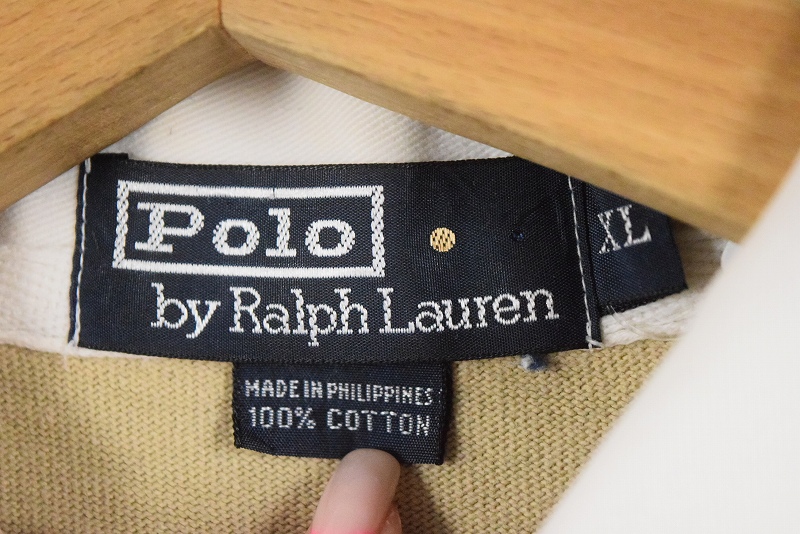 Polo
by Ralph Lauren
XL
MADE IN PHILIPPINES
100% COTTON